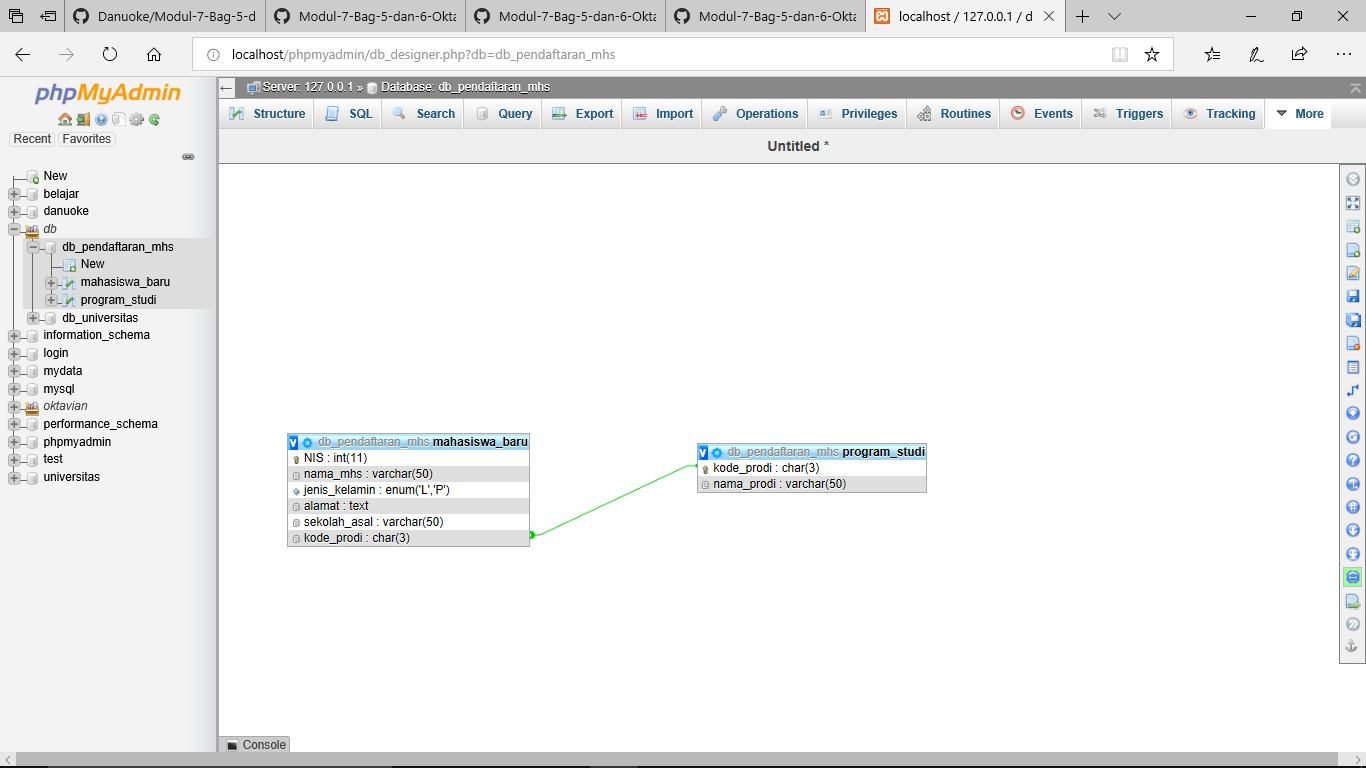 Danuoke/Modul-7-Bag-5-d
Modul-7-Bag-5-dan-6-Okta
Modul-7-Bag-5-dan-6-Okta
Modul-7-Bag-5-dan-6-Okta
localhost / 127.0.0.1 / d
localhost/phpmyadmin/db_designer.php?db=db_pendaftaran_mhs
phpMyAdmin
Recent Favorites
New
belajar
danuoke
db
db_pendaftaran_mhs
New
mahasiswa_baru
program_studi
db_universitas
information_schema
login
mydata
mysql
oktavian
performance_schema
phpmyadmin
test
universitas
Server: 127.0.0.1 » Database: db_pendaftaran_mhs
Structure SQL Search Query Export Import Operations Privileges Routines Events Triggers Tracking More
Untitled *
db_pendaftaran_mhs mahasiswa_baru
NIS : int(11)
nama_mhs : varchar(50)
jenis_kelamin : enum('L','P')
alamat : text
sekolah_asal : varchar(50)
kode_prodi : char(3)
db_pendaftaran_mhs program_studi
kode_prodi : char(3)
nama_prodi : varchar(50)
Console